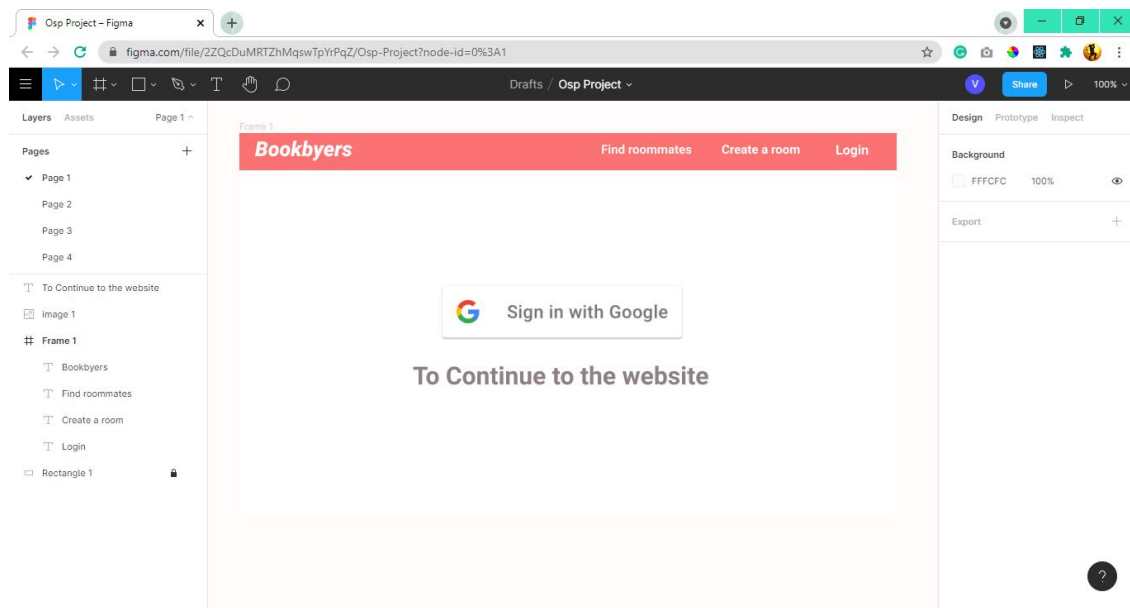 Osp Project – Figma
figma.com/file/2ZQcDuMRTZhMqswTpYrPqZ/Osp-Project?node-id=0%3A1
Drafts / Osp Project
V
Share
100%
Layers Assets Page 1
Pages
Page 1
Page 2
Page 3
Page 4
To Continue to the website
image 1
Frame 1
Bookbyers
Find roommates
Create a room
Login
Rectangle 1
Frame 1
Bookbyers Find roommates Create a room Login
Sign in with Google
To Continue to the website
Design Prototype Inspect
Background
FFFCFC 100%
Export
?